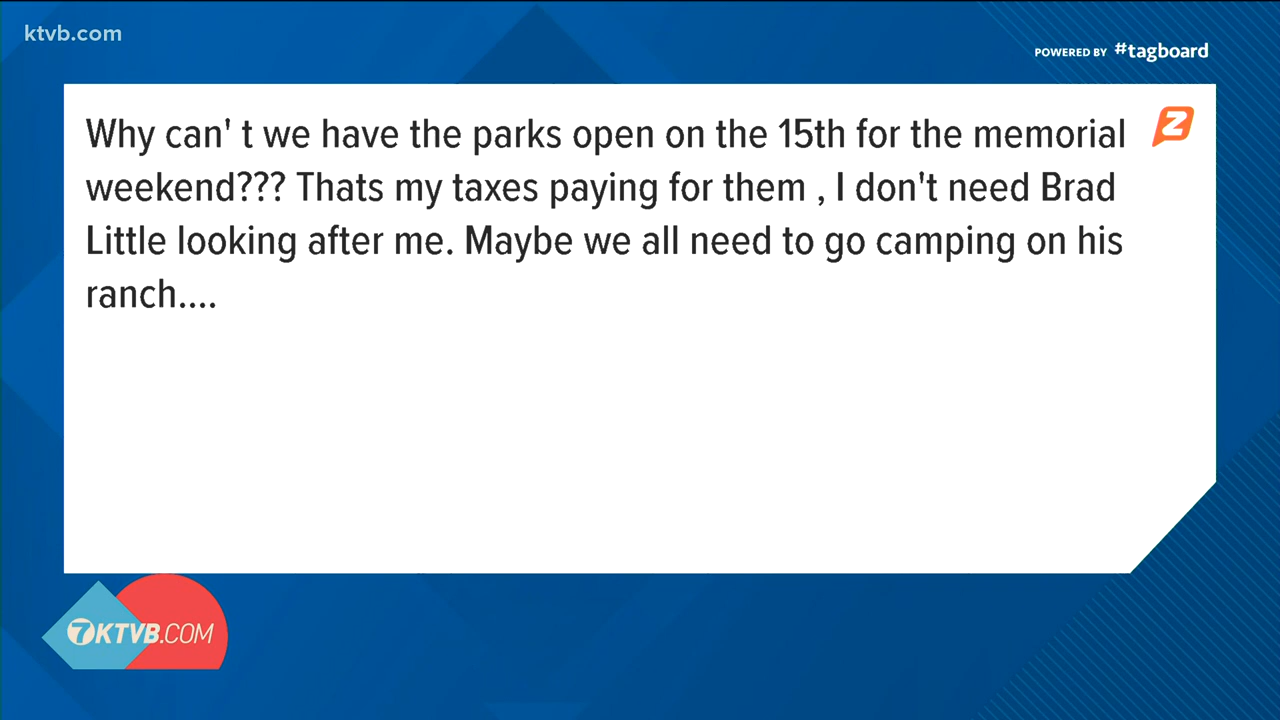 ktvb.com
POWERED BY #tagboard
Why can' t we have the parks open on the 15th for the memorial
weekend??? Thats my taxes paying for them , I don't need Brad
Little looking after me. Maybe we all need to go camping on his
ranch....
7KTVB.COM